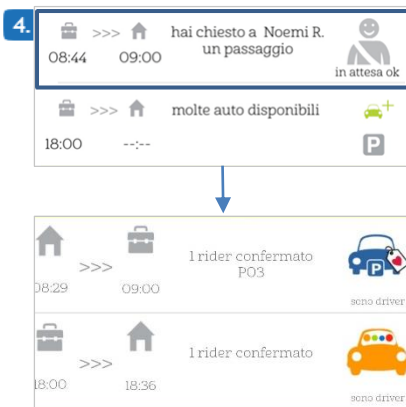 4.
>>> hai chiesto a Noemi R.
un passaggio
08:44 09:00
in attesa ok
>>> molte auto disponibili
18:00 --:-- P
1 rider confermato
>>> P03 P
08:29 09:00
sono driver
1 rider confermato
>>>
18:00 18:36
sono driver